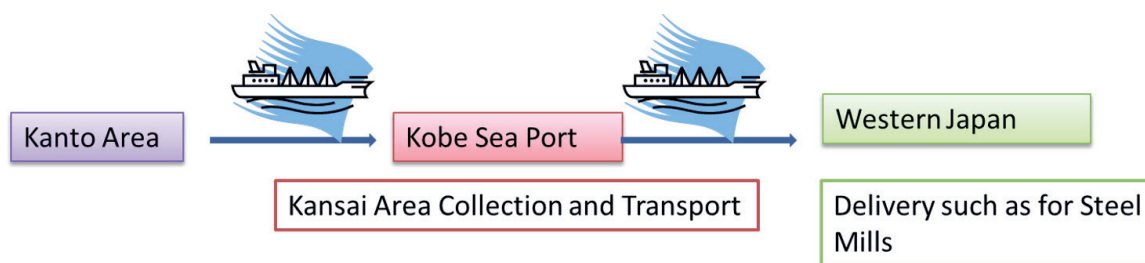 Kanto Area
Kobe Sea Port
Western Japan
Kansai Area Collection and Transport
Delivery such as for Steel
Mills